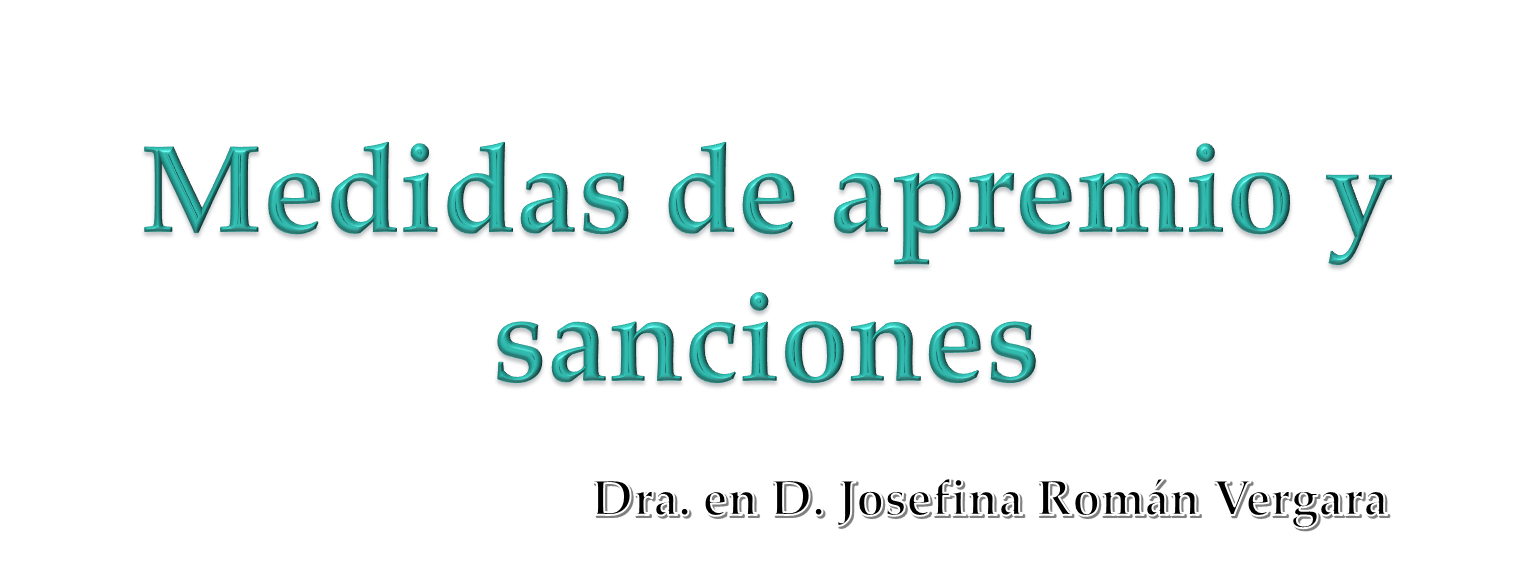 Medidas de apremio y
sanciones
Dra. en D. Josefina Román Vergara